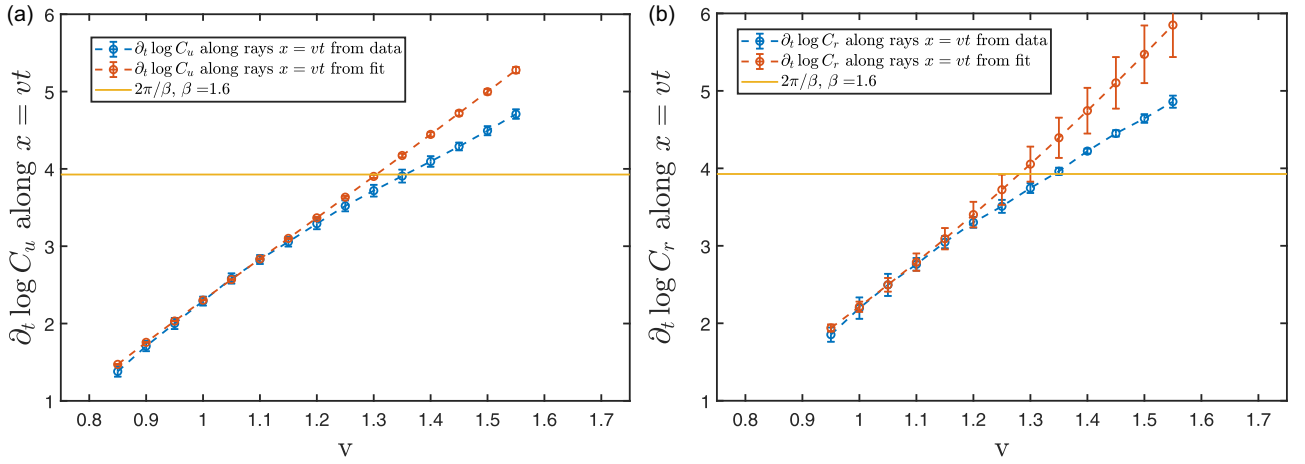 (a)
∂t log Cu along x = vt
6
5
4
3
2
1
∂t log Cu along rays x = vt from data
∂t log Cu along rays x = vt from fit
2π/β, β =1.6
0.8 0.9 1 1.1 1.2 1.3 1.4 1.5 1.6 1.7
v
(b)
∂t log Cr along x = vt
6
5
4
3
2
1
∂t log Cr along rays x = vt from data
∂t log Cr along rays x = vt from fit
2π/β, β =1.6
0.8 0.9 1 1.1 1.2 1.3 1.4 1.5 1.6 1.7
v